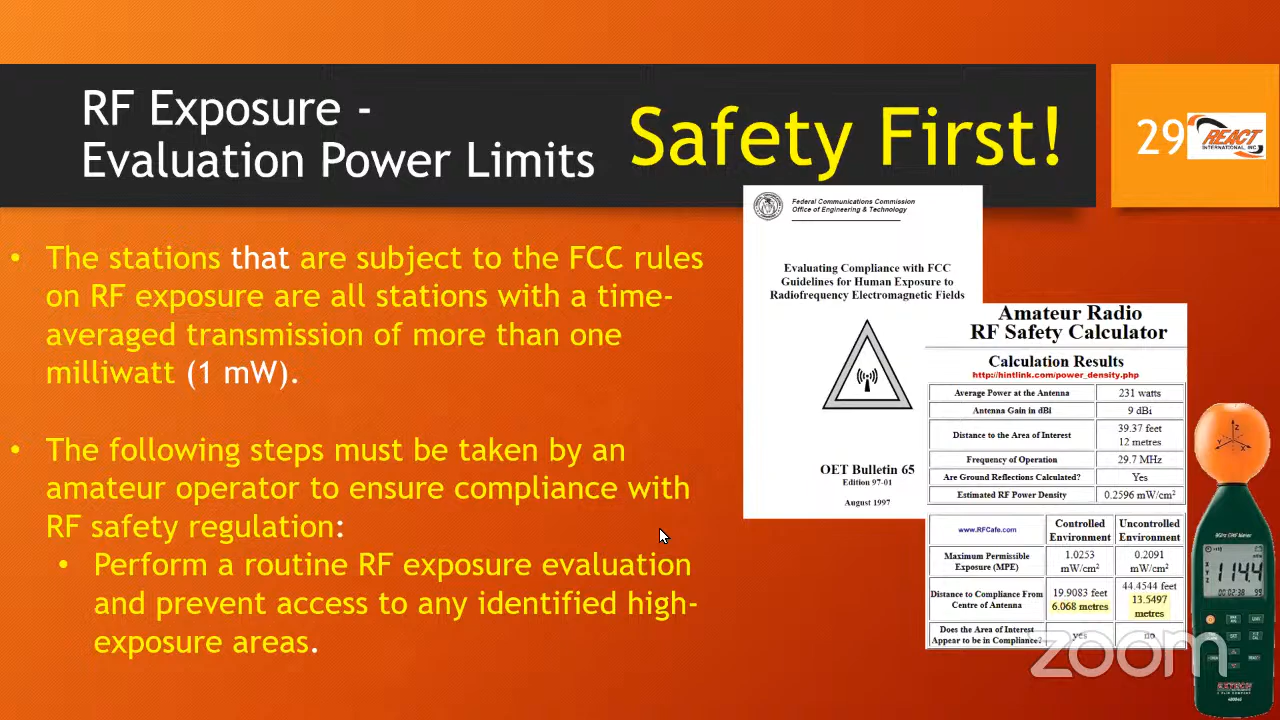 RF Exposure -
Evaluation Power Limits
Safety First!
29
REACT
INTERNATIONAL, INC.
• The stations that are subject to the FCC rules
on RF exposure are all stations with a time-
averaged transmission of more than one
milliwatt (1 mW).
• The following steps must be taken by an
amateur operator to ensure compliance with
RF safety regulation:
• Perform a routine RF exposure evaluation
and prevent access to any identified high-
exposure areas.
Federal Communications Commission
Office of Engineering & Technology
Evaluating Compliance with FCC
Guidelines for Human Exposure to
Radiofrequency Electromagnetic Fields
OET Bulletin 65
Edition 97-01
August 1997
Amateur Radio
RF Safety Calculator
Calculation Results
http://hintlink.com/power_density.php
Average Power at the Antenna 231 watts
Antenna Gain in dBi 9 dBi
Distance to the Area of Interest 39.37 feet
12 metres
Frequency of Operation 29.7 MHz
Are Ground Reflections Calculated? Yes
Estimated RF Power Density 0.2596 mW/cm²
www.RFCafe.com Controlled Environment Uncontrolled Environment
Maximum Permissible Exposure (MPE) 1.0253 mW/cm² 0.2091 mW/cm²
Distance to Compliance From Centre of Antenna 19.9083 feet 6.068 metres 44.4544 feet 13.5497 metres
Does the Area of Interest Appear to be in Compliance? yes no
zoom
Z
Y
X
114.4
EXTECH